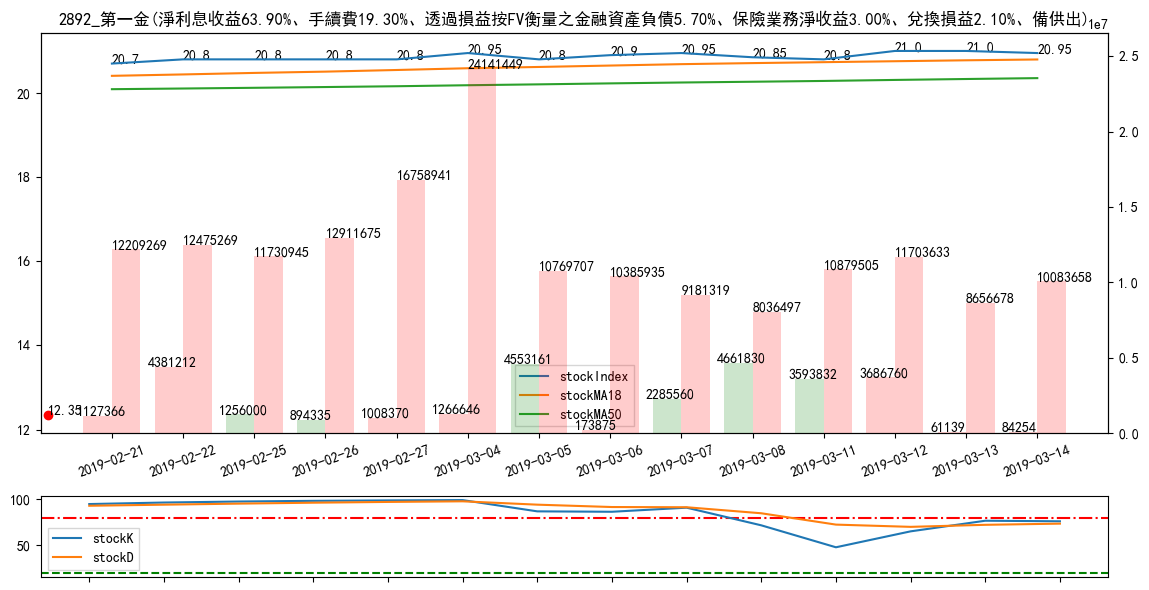 2892_第一金(淨利息收益63.90%、手續費19.30%、透過損益按FV衡量之金融資產負債5.70%、保險業務淨收益3.00%、兌換損益2.10%、備供出)
1e7
20.7 20.8 20.8 20.8 20.8 20.95 20.8 20.9 20.95 20.85 20.8 21.0 21.0 20.95
24141449
16758941
12209269 12475269 11730945 12911675 10769707 10385935 9181319 8036497 10879505 11703633 8656678 10083658
4381212 4553161 4661830 3593832 3686760
12.35 1127366 1256000 894335 1008370 1266646 173875 2285560 61139 84254
stockIndex
stockMA18
stockMA50
20
18
16
14
12
2.5
2.0
1.5
1.0
0.5
0.0
2019-02-21 2019-02-22 2019-02-25 2019-02-26 2019-02-27 2019-03-04 2019-03-05 2019-03-06 2019-03-07 2019-03-08 2019-03-11 2019-03-12 2019-03-13 2019-03-14
100
50
stockK
stockD